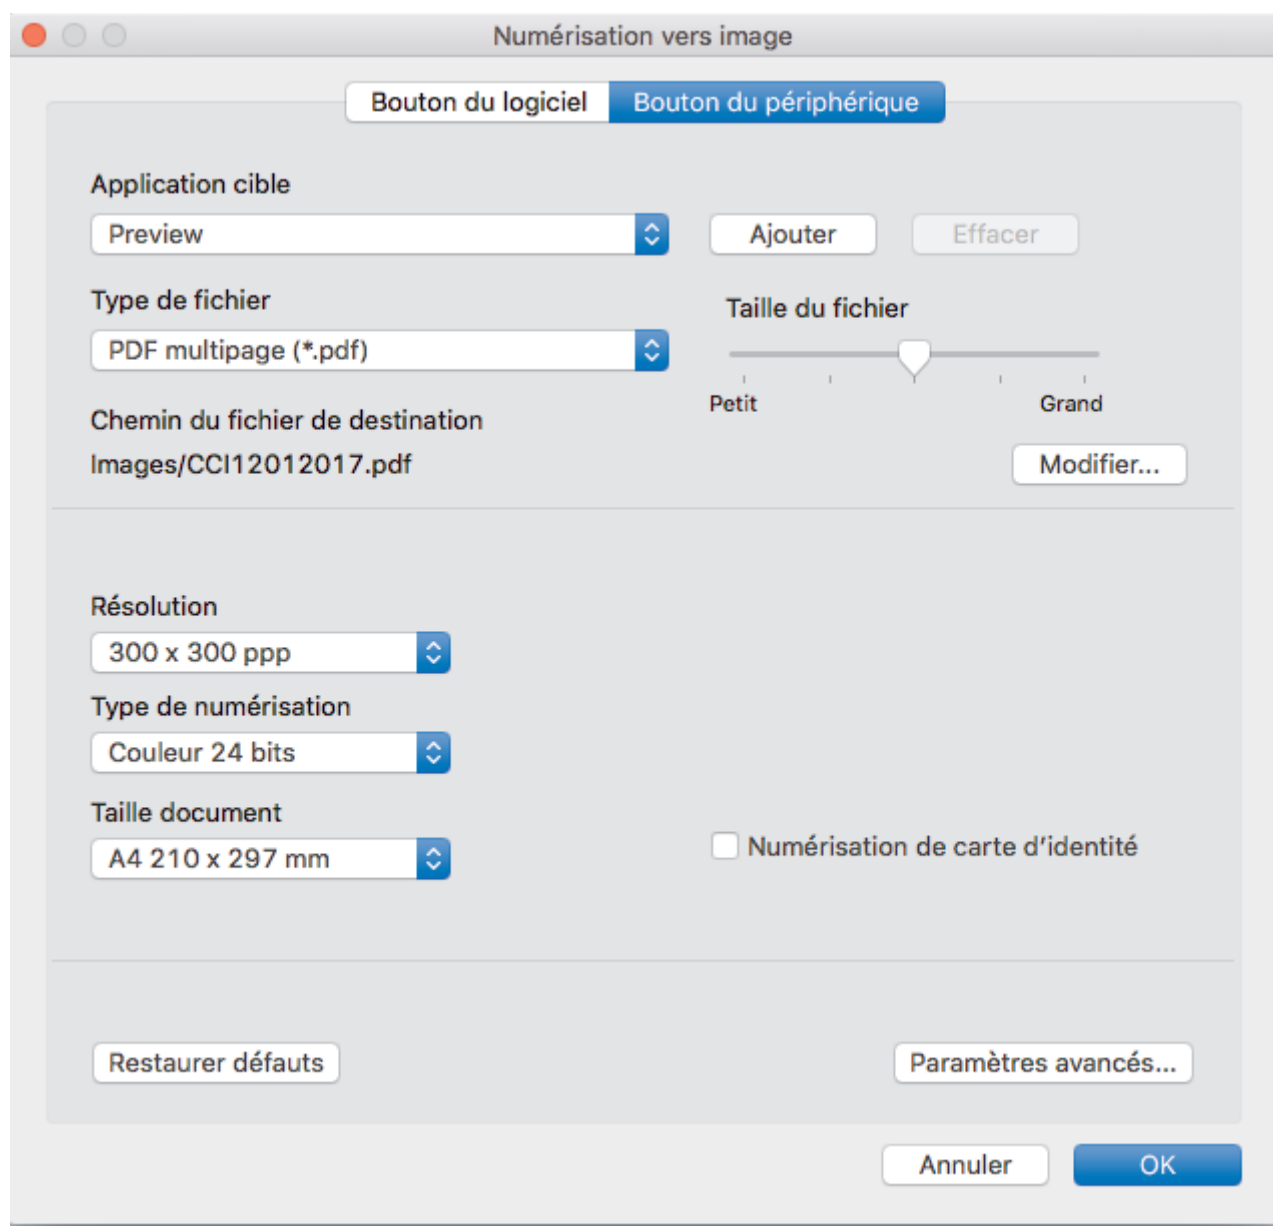 Numérisation vers image
Bouton du logiciel Bouton du périphérique
Application cible
Preview Ajouter Effacer
Type de fichier
Taille du fichier
PDF multipage (*.pdf)
Petit Grand
Chemin du fichier de destination
Images/CCI12012017.pdf Modifier...
Résolution
300 x 300 ppp
Type de numérisation
Couleur 24 bits
Taille document
A4 210 x 297 mm Numérisation de carte d'identité
Restaurer défauts Paramètres avancés...
Annuler OK